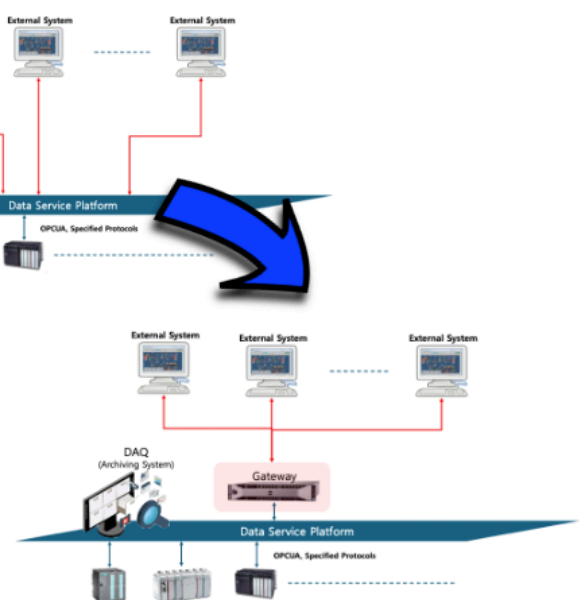 External System
External System
Data Service Platform
OPCUA, Specified Protocols
External System
External System
External System
DAQ
(Archiving System)
Gateway
Data Service Platform
OPCUA, Specified Protocols